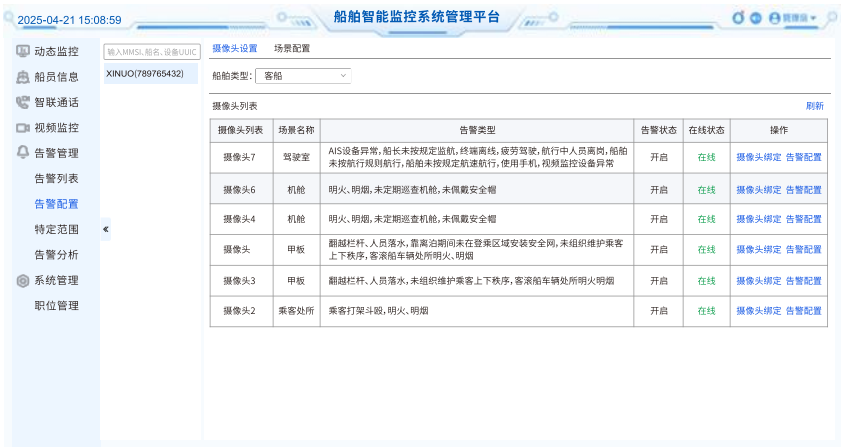 2025-04-21 15:08:59
船舶智能监控系统管理平台
动态监控
船员信息
智联通话
视频监控
告警管理
告警列表
告警配置
特定范围
告警分析
系统管理
职位管理
输入MMSI、船名、设备UUIC
XINUO(789765432)
摄像头设置 场景配置
船舶类型： 客船
摄像头列表 刷新
摄像头列表 场景名称 告警类型 告警状态 在线状态 操作
摄像头7 驾驶室 AIS设备异常，船长未按规定监航，终端离线，疲劳驾驶，航行中人员离岗，船舶 开启 在线 摄像头绑定 告警配置
未按航行规则航行，船舶未按规定航速航行，使用手机，视频监控设备异常
摄像头6 机舱 明火、明烟，未定期巡查机舱，未佩戴安全帽 开启 在线 摄像头绑定 告警配置
摄像头4 机舱 明火、明烟，未定期巡查机舱，未佩戴安全帽 开启 在线 摄像头绑定 告警配置
摄像头 甲板 翻越栏杆、人员落水，靠离泊期间未在登乘区域安装安全网，未组织维护乘客 开启 在线 摄像头绑定 告警配置
上下秩序，客滚船车辆处所明火、明烟
摄像头3 甲板 翻越栏杆、人员落水，未组织维护乘客上下秩序，客滚船车辆处所明火明烟 开启 在线 摄像头绑定 告警配置
摄像头2 乘客处所 乘客打架斗殴，明火、明烟 开启 在线 摄像头绑定 告警配置